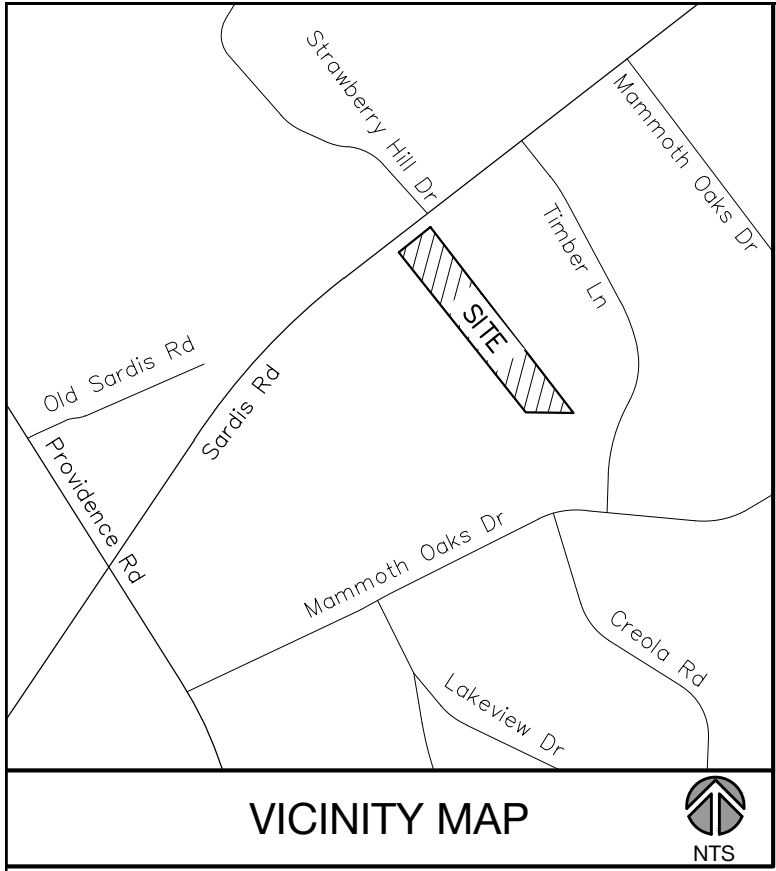 Strawberry Hill Dr
Mammoth Oaks Dr
Timber Ln
SITE
Old Sardis Rd
Sardis Rd
Providence Rd
Mammoth Oaks Dr
Creola Rd
Lakeview Dr
VICINITY MAP
NTS